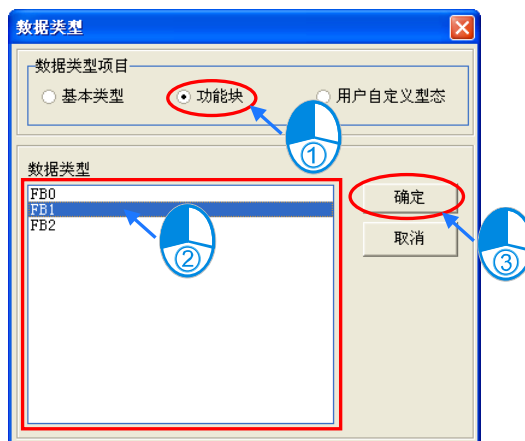 数据类型
数据类型项目
基本类型 功能块 用户自定义型态
①
数据类型
FB0
FB1
FB2
确定
取消
②
③